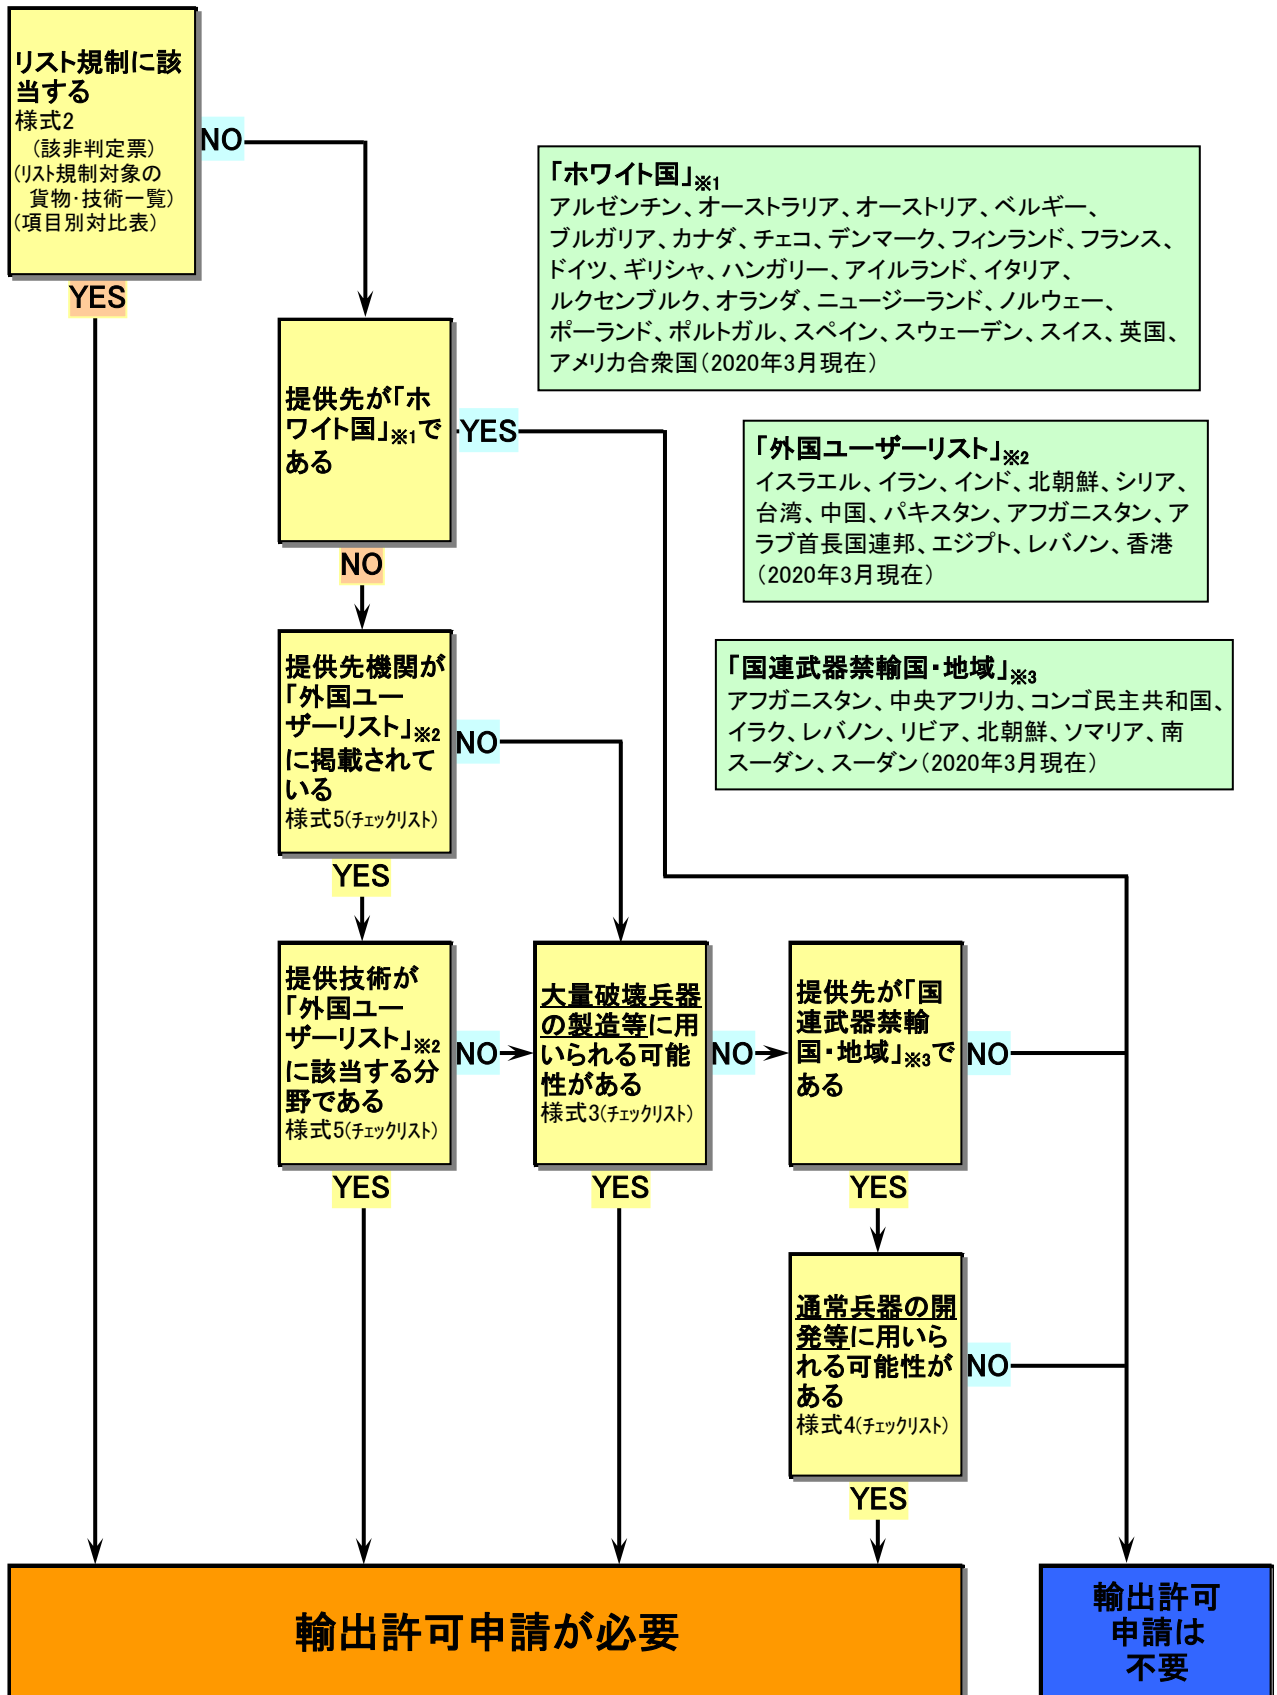 リスト規制に該
当する
様式2
(該非判定票)
(リスト規制対象の
貨物・技術一覧)
(項目別対比表)
NO
YES
「ホワイト国」※1
アルゼンチン、オーストラリア、オーストリア、ベルギー、
ブルガリア、カナダ、チェコ、デンマーク、フィンランド、フランス、
ドイツ、ギリシャ、ハンガリー、アイルランド、イタリア、
ルクセンブルク、オランダ、ニュージーランド、ノルウェー、
ポーランド、ポルトガル、スペイン、スウェーデン、スイス、英国、
アメリカ合衆国(2020年3月現在)
提供先が「ホ
ワイト国」※1で
ある
YES
NO
「外国ユーザーリスト」※2
イスラエル、イラン、インド、北朝鮮、シリア、
台湾、中国、パキスタン、アフガニスタン、ア
ラブ首長国連邦、エジプト、レバノン、香港
(2020年3月現在)
提供先機関が
「外国ユー
ザーリスト」※2
に掲載されて
いる
様式5(チェックリスト)
NO
YES
「国連武器禁輸国・地域」※3
アフガニスタン、中央アフリカ、コンゴ民主共和国、
イラク、レバノン、リビア、北朝鮮、ソマリア、南
スーダン、スーダン(2020年3月現在)
提供技術が
「外国ユー
ザーリスト」※2
に該当する分
野である
様式5(チェックリスト)
NO
YES
大量破壊兵器
の製造等に用
いられる可能
性がある
様式3(チェックリスト)
NO
YES
提供先が「国
連武器禁輸
国・地域」※3で
ある
NO
YES
通常兵器の開
発等に用いら
れる可能性が
ある
様式4(チェックリスト)
NO
YES
輸出許可申請が必要
輸出許可
申請は
不要